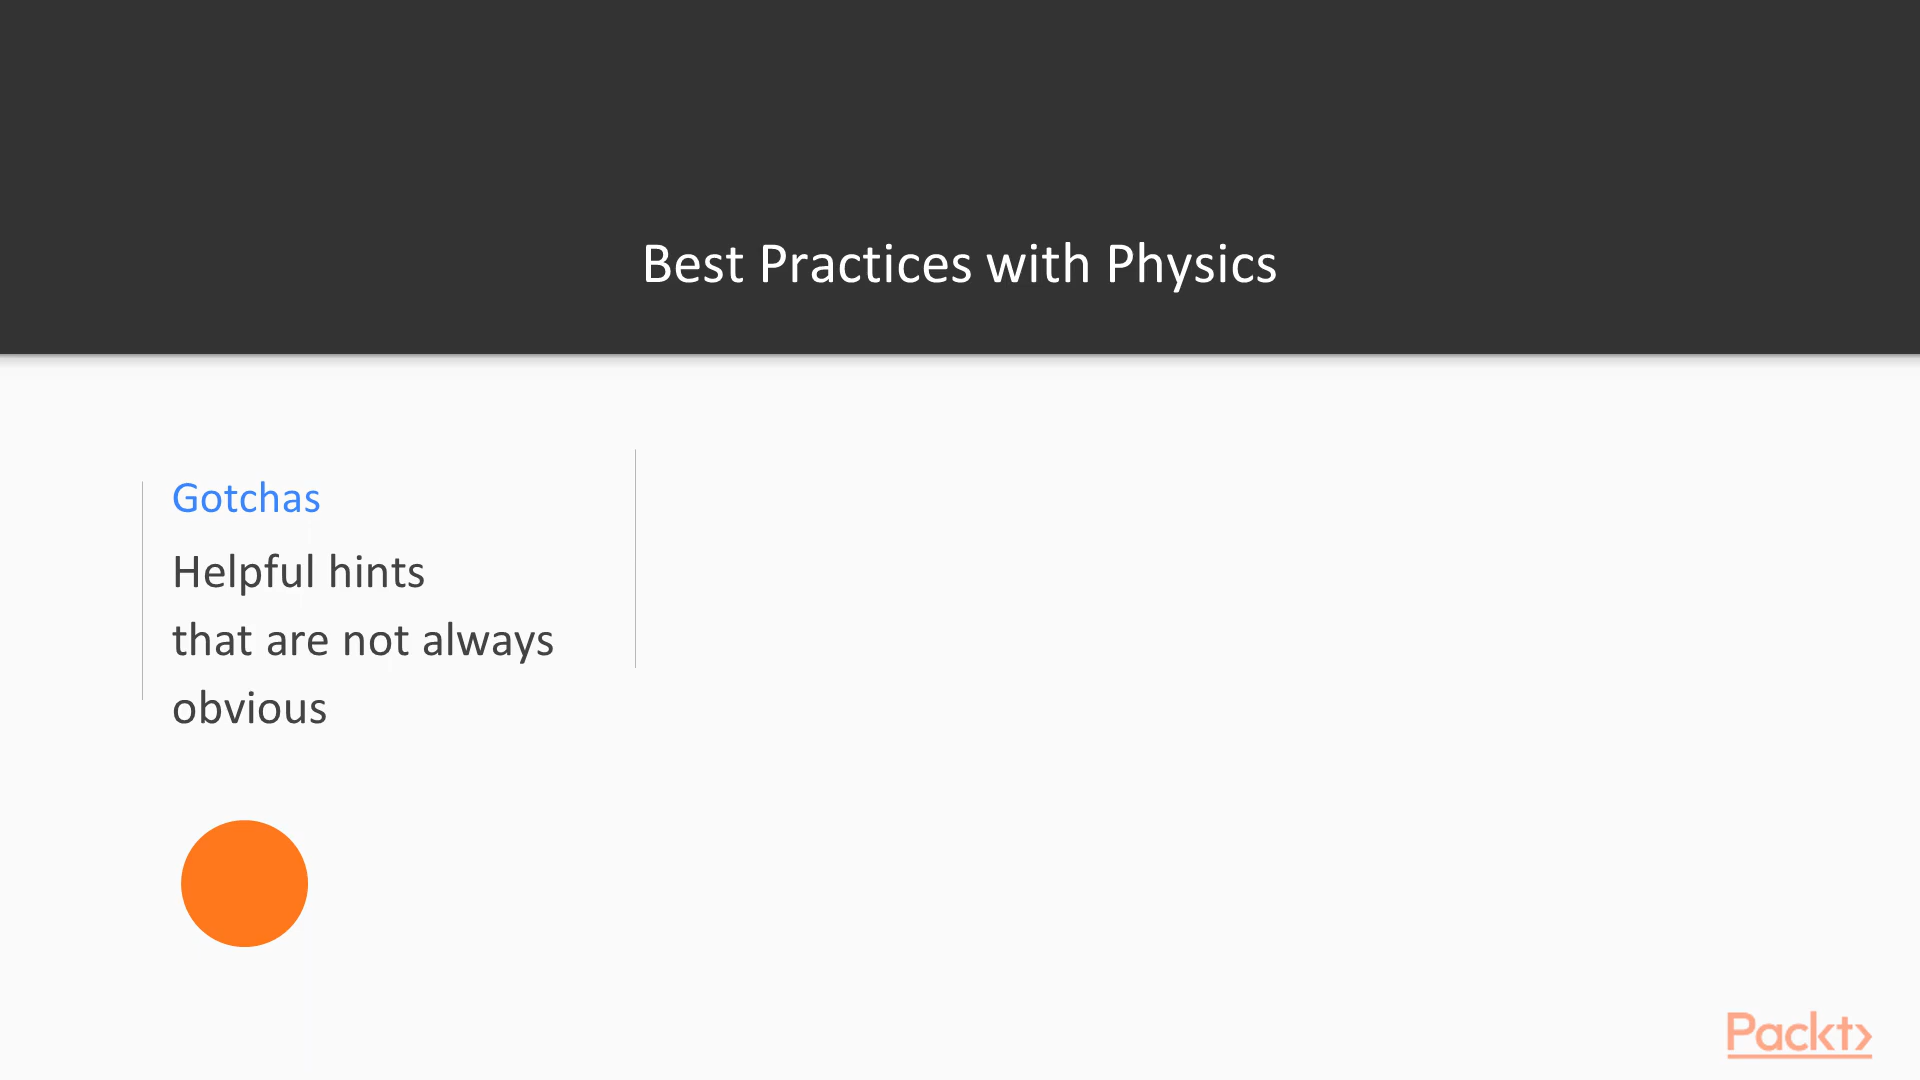 Best Practices with Physics
Gotchas
Helpful hints
that are not always
obvious
Packt>